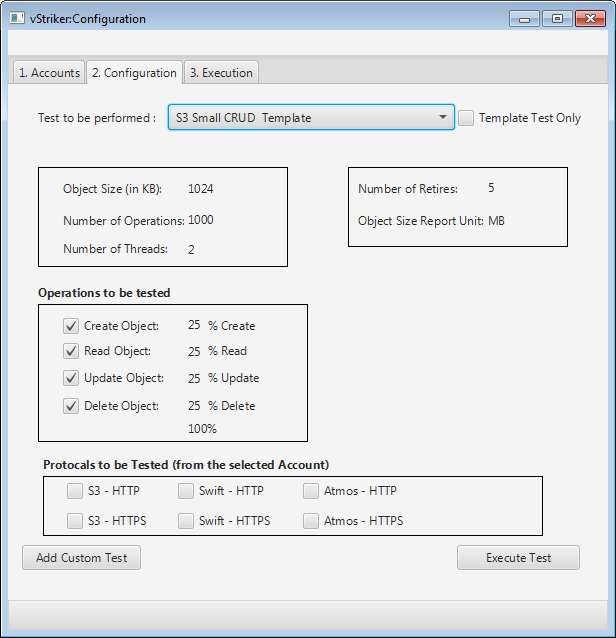 vStriker:Configuration
1. Accounts 2. Configuration 3. Execution
Test to be performed : S3 Small CRUD Template Template Test Only
Object Size (in KB): 1024
Number of Operations: 1000
Number of Threads: 2
Number of Retires: 5
Object Size Report Unit: MB
Operations to be tested
Create Object: 25 % Create
Read Object: 25 % Read
Update Object: 25 % Update
Delete Object: 25 % Delete
100%
Protocals to be Tested (from the selected Account)
S3 - HTTP Swift - HTTP Atmos - HTTP
S3 - HTTPS Swift - HTTPS Atmos - HTTPS
Add Custom Test Execute Test